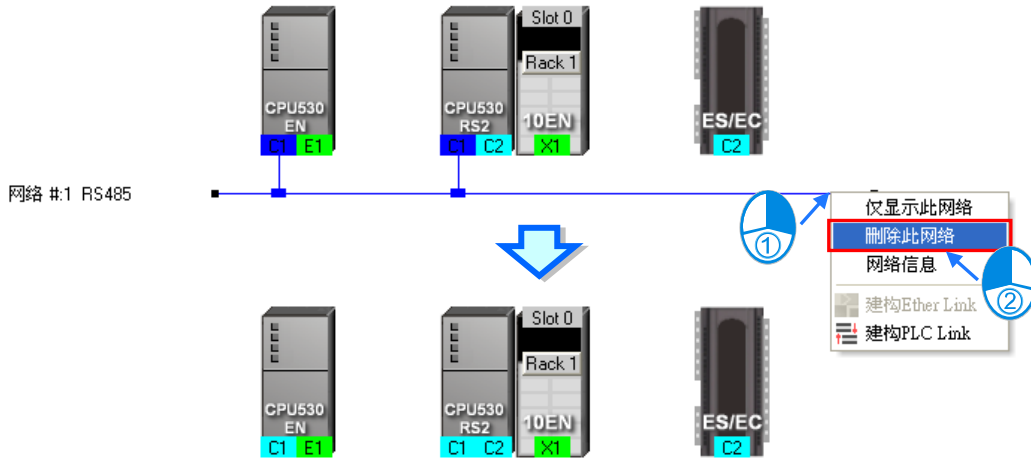 Slot 0
Rack 1
CPU530
EN
C1 E1
CPU530
RS2
C1 C2
10EN
X1
ES/EC
C2
网络 #:1 RS485
仅显示此网络
删除此网络
网络信息
建构Ether Link
建构PLC Link
①
②
Slot 0
Rack 1
CPU530
EN
C1 E1
CPU530
RS2
C1 C2
10EN
X1
ES/EC
C2